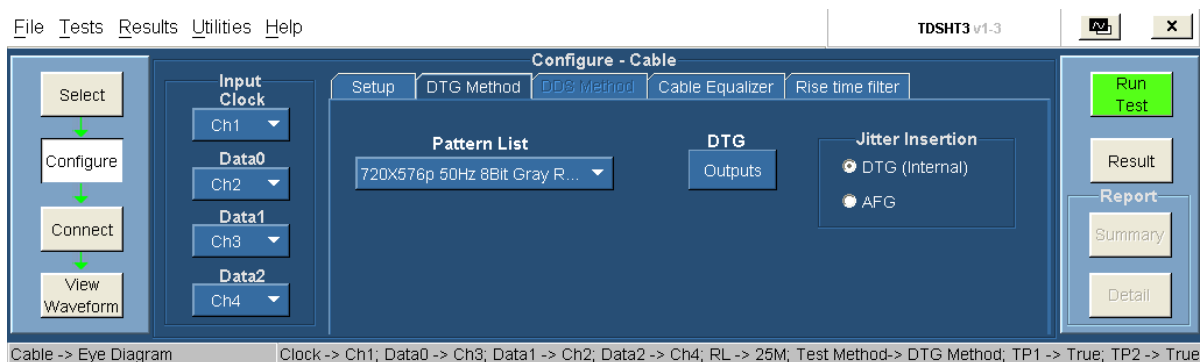 File Tests Results Utilities Help
TDSHT3 v1-3
x
Configure - Cable
Select
Configure
Connect
View
Waveform
Input
Clock
Ch1
Data0
Ch2
Data1
Ch3
Data2
Ch4
Setup DTG Method DDS Method Cable Equalizer Rise time filter
Pattern List
720X576p 50Hz 8Bit Gray R...
DTG
Outputs
Jitter Insertion
DTG (Internal)
AFG
Run
Test
Result
Report
Summary
Detail
Cable -> Eye Diagram
Clock -> Ch1; Data0 -> Ch3; Data1 -> Ch2; Data2 -> Ch4; RL -> 25M; Test Method-> DTG Method; TP1 -> True; TP2 -> True